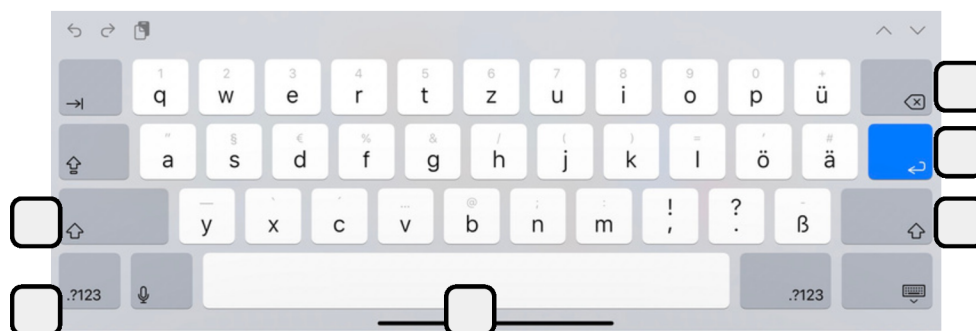 1 2 3 4 5 6 7 8 9 0 +
q w e r t z u i o p ü
" § € % & / ( ) = ' #
a s d f g h j k l ö ä
— ` ´ ... @ ; : ! ? -
y x c v b n m , . ß
.?123 .?123